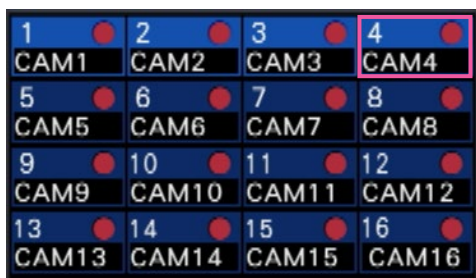 1 2 3 4
CAM1 CAM2 CAM3 CAM4
5 6 7 8
CAM5 CAM6 CAM7 CAM8
9 10 11 12
CAM9 CAM10 CAM11 CAM12
13 14 15 16
CAM13 CAM14 CAM15 CAM16